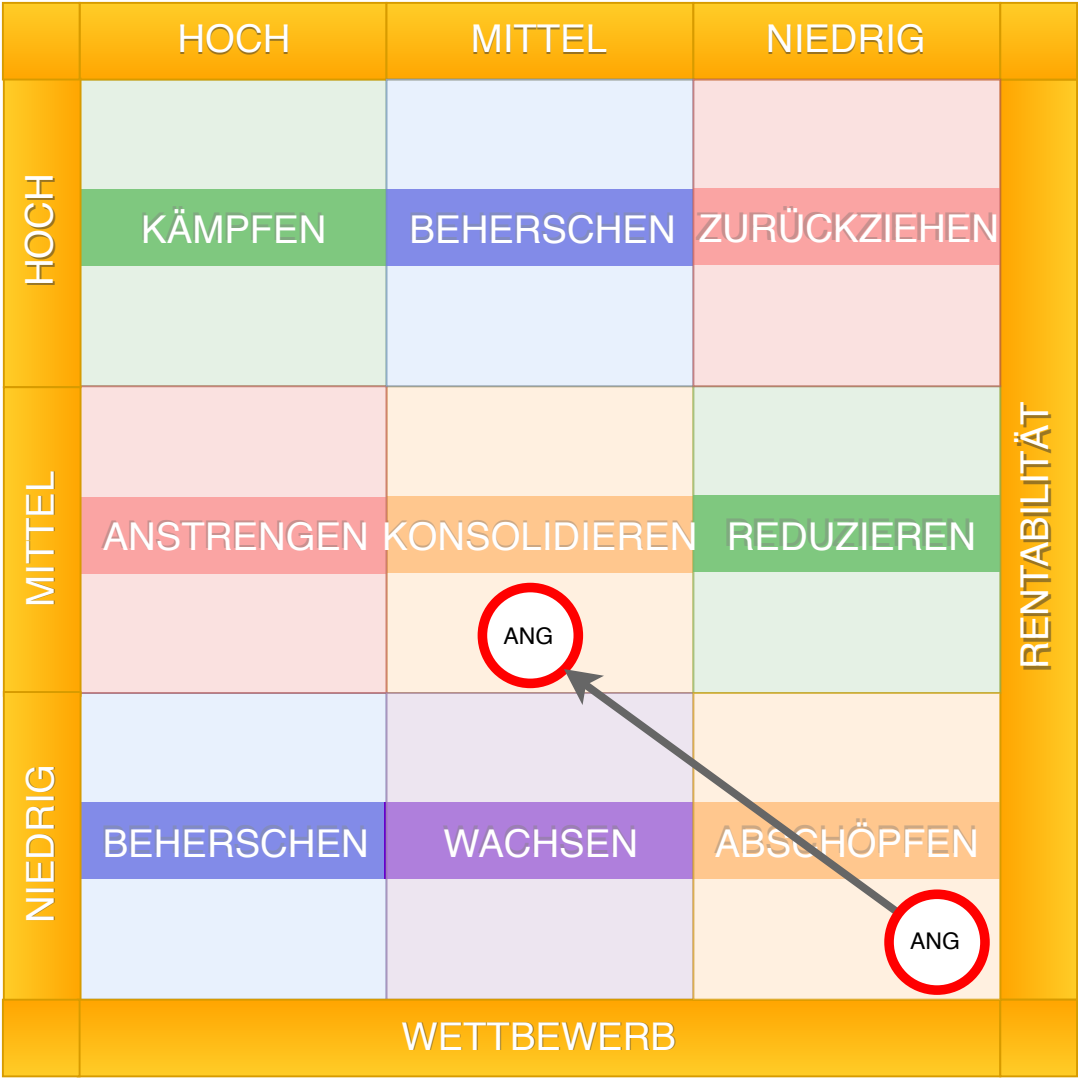 HOCH
MITTEL
NIEDRIG
HOCH
KÄMPFEN
BEHERSCHEN
ZURÜCKZIEHEN
MITTEL
ANSTRENGEN
KONSOLIDIEREN
REDUZIEREN
RENTABILITÄT
ANG
NIEDRIG
BEHERSCHEN
WACHSEN
ABSCHÖPFEN
ANG
WETTBEWERB